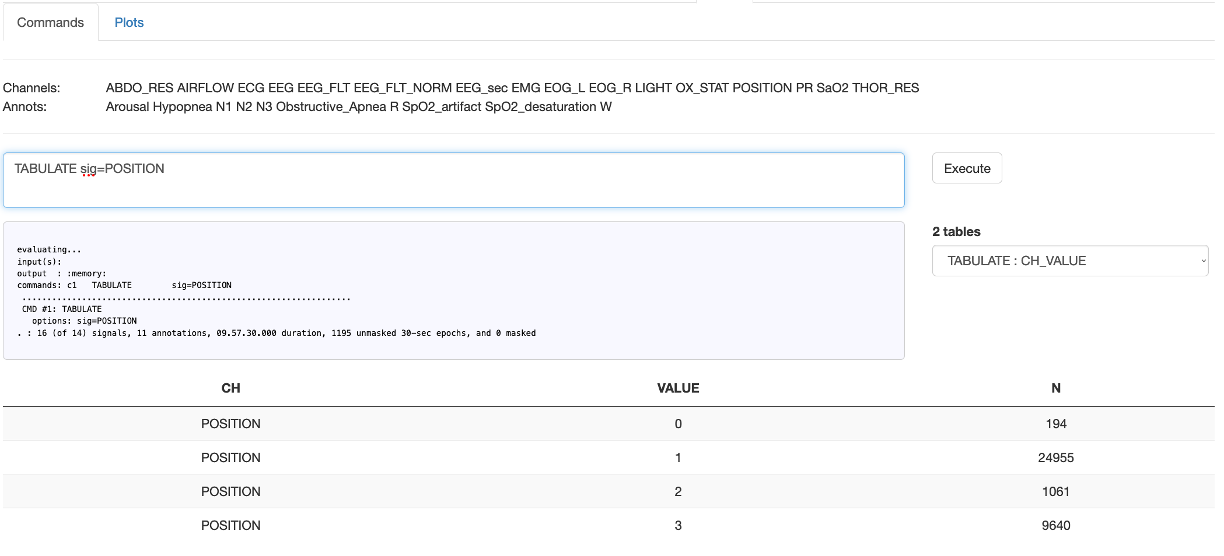 Commands Plots
Channels: ABDO_RES AIRFLOW ECG EEG EEG_FLT EEG_FLT_NORM EEG_sec EMG EOG_L EOG_R LIGHT OX_STAT POSITION PR SaO2 THOR_RES
Annots: Arousal Hypopnea N1 N2 N3 Obstructive_Apnea R SpO2_artifact SpO2_desaturation W
TABULATE sig=POSITION
Execute
2 tables
TABULATE : CH_VALUE
evaluating...
input(s):
output : :memory:
commands: c1 TABULATE sig=POSITION
..................................................................
CMD #1: TABULATE
options: sig=POSITION
. : 16 (of 14) signals, 11 annotations, 09.57.30.000 duration, 1195 unmasked 30-sec epochs, and 0 masked
CH VALUE N
POSITION 0 194
POSITION 1 24955
POSITION 2 1061
POSITION 3 9640